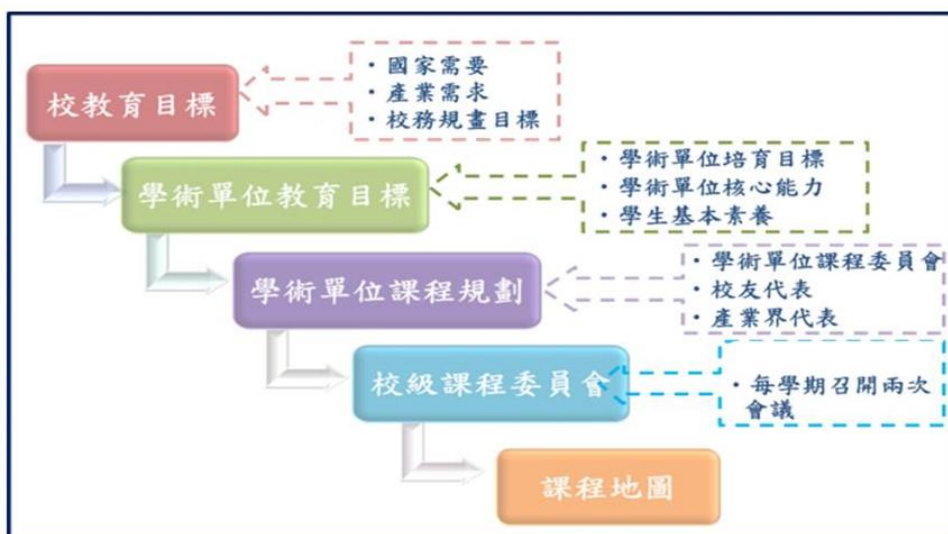 校教育目標
・國家需要
・產業需求
・校務規畫目標
學術單位教育目標
・學術單位培育目標
・學術單位核心能力
・學生基本素養
學術單位課程規劃
・學術單位課程委員會
・校友代表
・產業界代表
校級課程委員會
・每學期召開兩次
會議
課程地圖